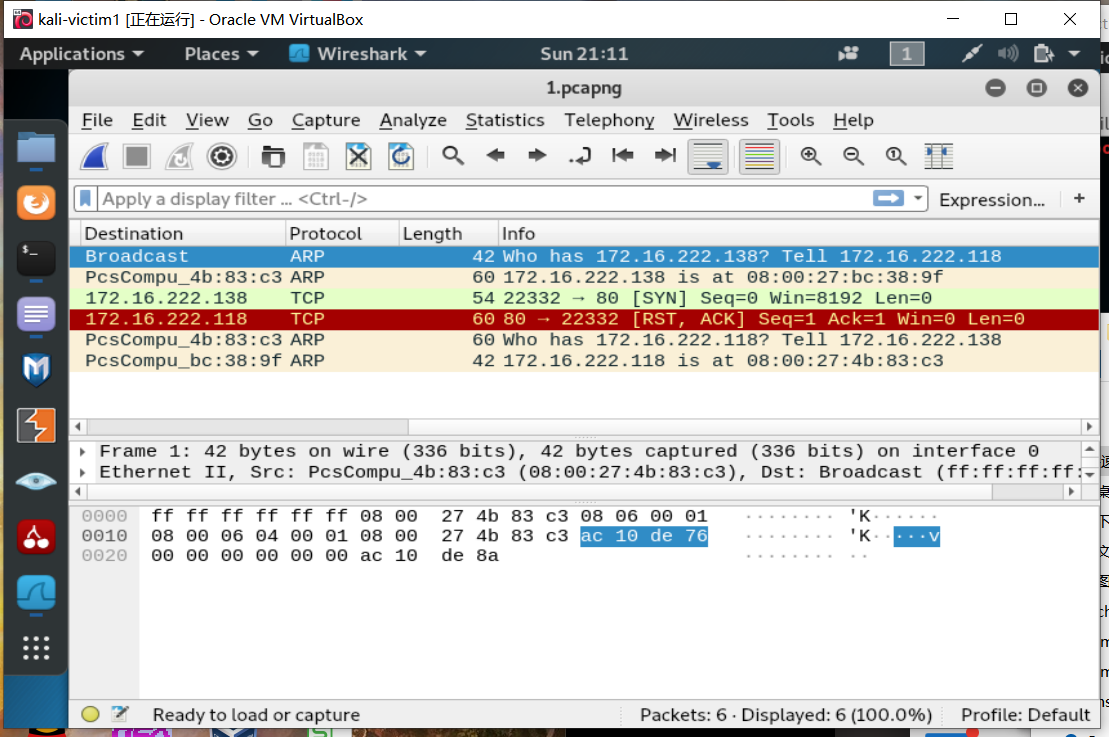 kali-victim1 [正在运行] - Oracle VM VirtualBox
Applications Places Wireshark Sun 21:11 1
1.pcapng
File Edit View Go Capture Analyze Statistics Telephony Wireless Tools Help
Apply a display filter ... <Ctrl-/> Expression... +
Destination Protocol Length Info
Broadcast ARP 42 Who has 172.16.222.138? Tell 172.16.222.118
PcsCompu_4b:83:c3 ARP 60 172.16.222.138 is at 08:00:27:bc:38:9f
172.16.222.138 TCP 54 22332 → 80 [SYN] Seq=0 Win=8192 Len=0
172.16.222.118 TCP 60 80 → 22332 [RST, ACK] Seq=1 Ack=1 Win=0 Len=0
PcsCompu_4b:83:c3 ARP 60 Who has 172.16.222.118? Tell 172.16.222.138
PcsCompu_bc:38:9f ARP 42 172.16.222.118 is at 08:00:27:4b:83:c3
Frame 1: 42 bytes on wire (336 bits), 42 bytes captured (336 bits) on interface 0
Ethernet II, Src: PcsCompu_4b:83:c3 (08:00:27:4b:83:c3), Dst: Broadcast (ff:ff:ff:ff:
0000 ff ff ff ff ff ff 08 00 27 4b 83 c3 08 06 00 01 ········ 'K······
0010 08 00 06 04 00 01 08 00 27 4b 83 c3 ac 10 de 76 ········ 'K·····v
0020 00 00 00 00 00 00 ac 10 de 8a ········ ··
Ready to load or capture Packets: 6 · Displayed: 6 (100.0%) Profile: Default